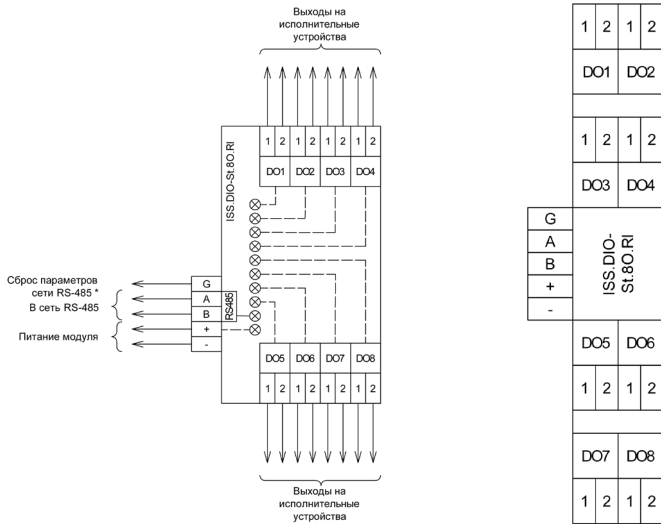 Выходы на
исполнительные
устройства
1 2 1 2 1 2 1 2
DO1 DO2 DO3 DO4
ISS.DIO-St.8O.RI
Сброс параметров
сети RS-485 *
В сеть RS-485
Питание модуля
G
A
B
+
-
RS485
DO5 DO6 DO7 DO8
1 2 1 2 1 2 1 2
Выходы на
исполнительные
устройства
1 2 1 2
DO1 DO2
1 2 1 2
DO3 DO4
G
A
B
+
-
ISS.DIO-
St.8O.RI
DO5 DO6
1 2 1 2
DO7 DO8
1 2 1 2